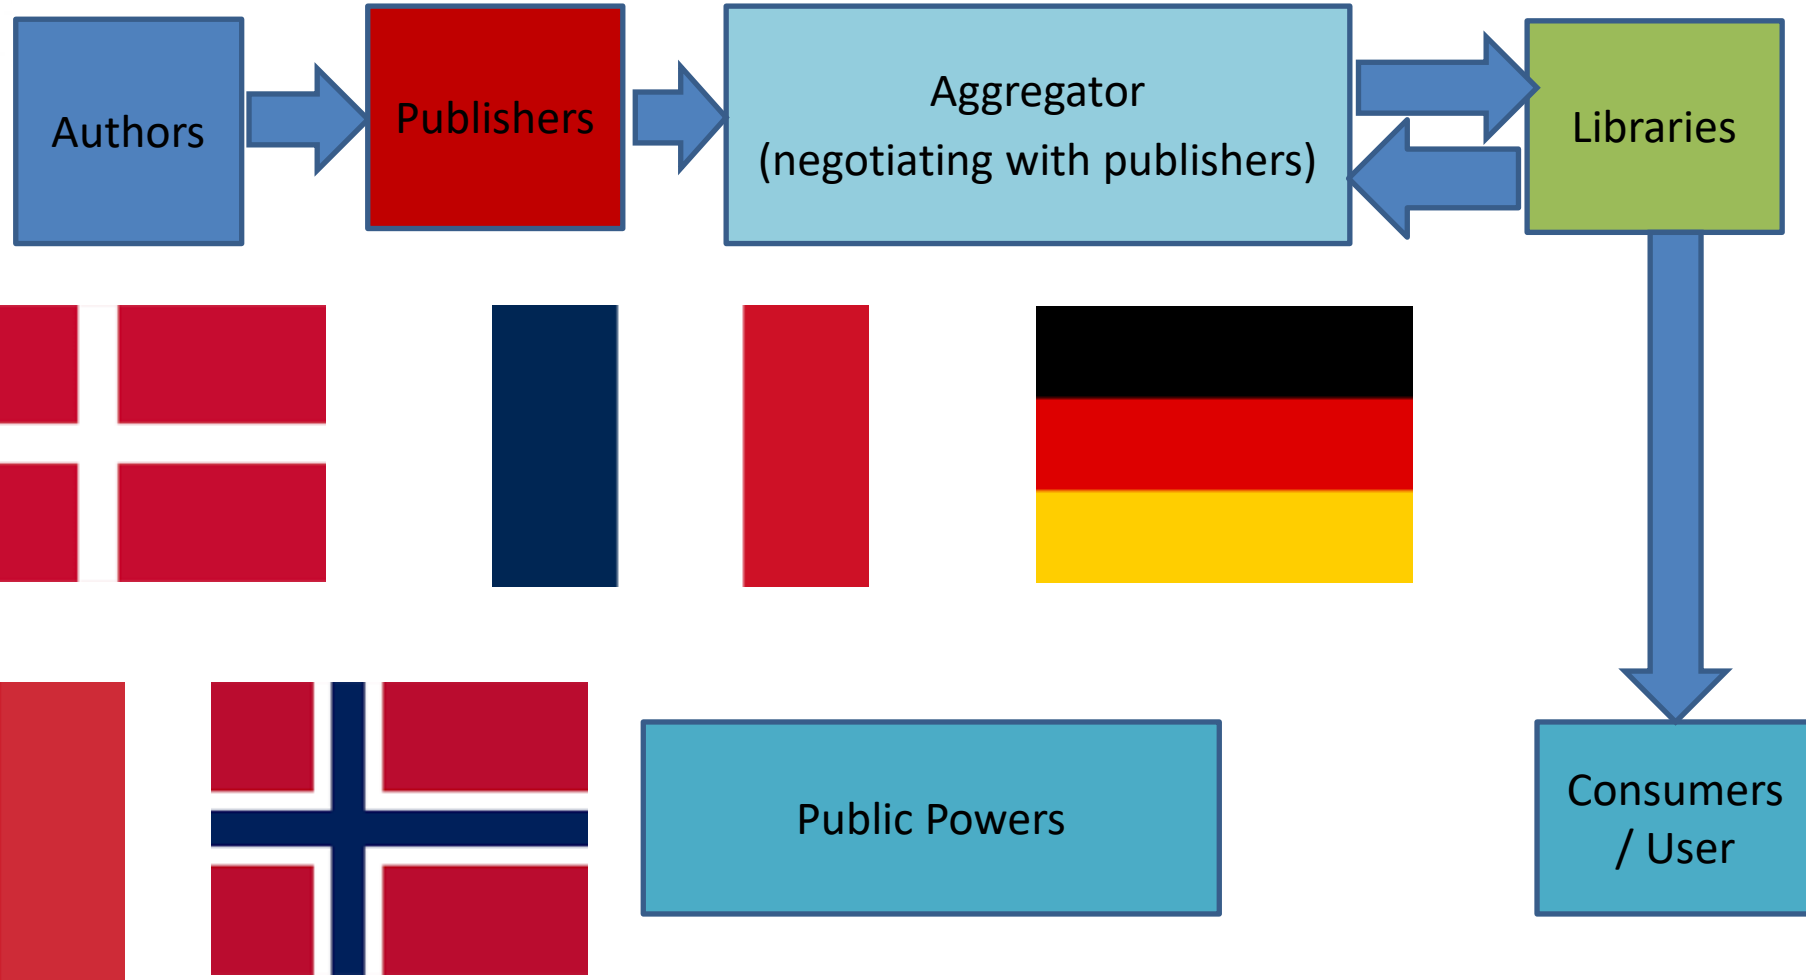 Authors
Publishers
Aggregator
(negotiating with publishers)
Libraries
Public Powers
Consumers
/ User